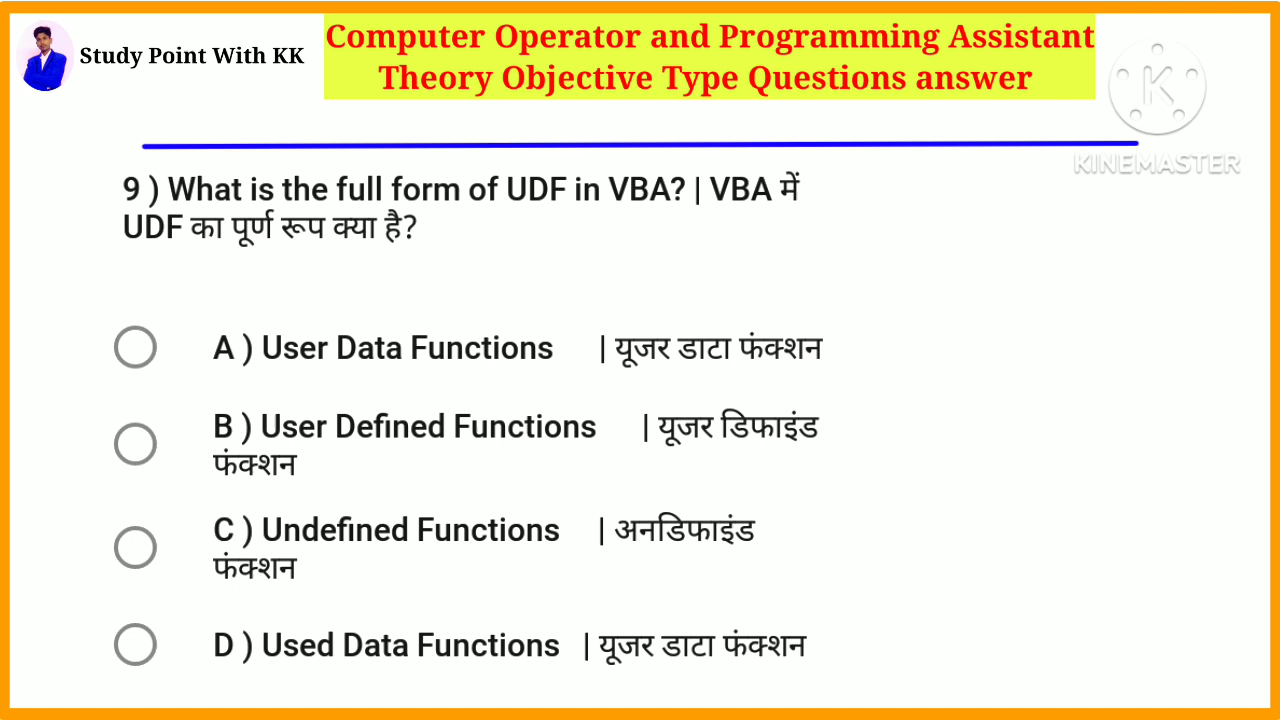 Study Point With KK
Computer Operator and Programming Assistant
Theory Objective Type Questions answer
K
KINEMASTER
9 ) What is the full form of UDF in VBA? | VBA में
UDF का पूर्ण रूप क्या है?
A ) User Data Functions | यूजर डाटा फंक्शन
B ) User Defined Functions | यूजर डिफाइंड
फंक्शन
C ) Undefined Functions | अनडिफाइंड
फंक्शन
D ) Used Data Functions | यूजर डाटा फंक्शन